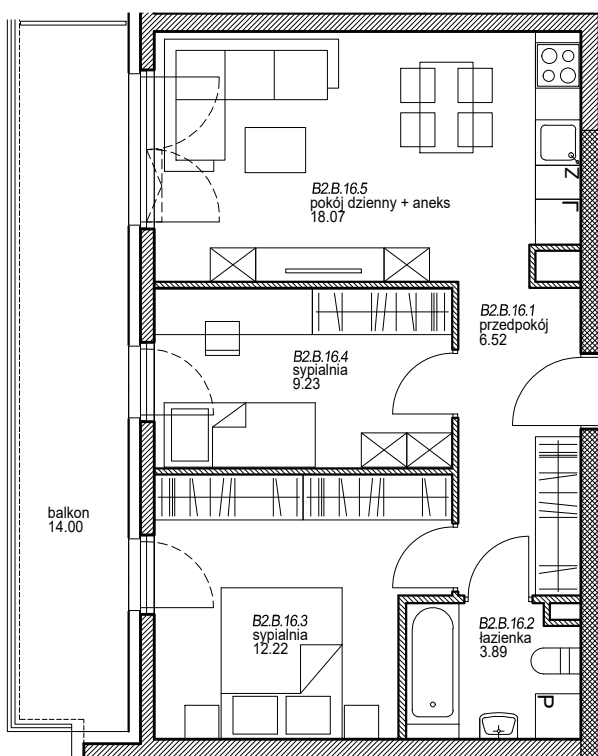 B2.B.16.5
pokój dzienny + aneks
18.07
Z
L
B2.B.16.1
przedpokój
6.52
B2.B.16.4
sypialnia
9.23
balkon
14.00
B2.B.16.3
sypialnia
12.22
B2.B.16.2
łazienka
3.89
P